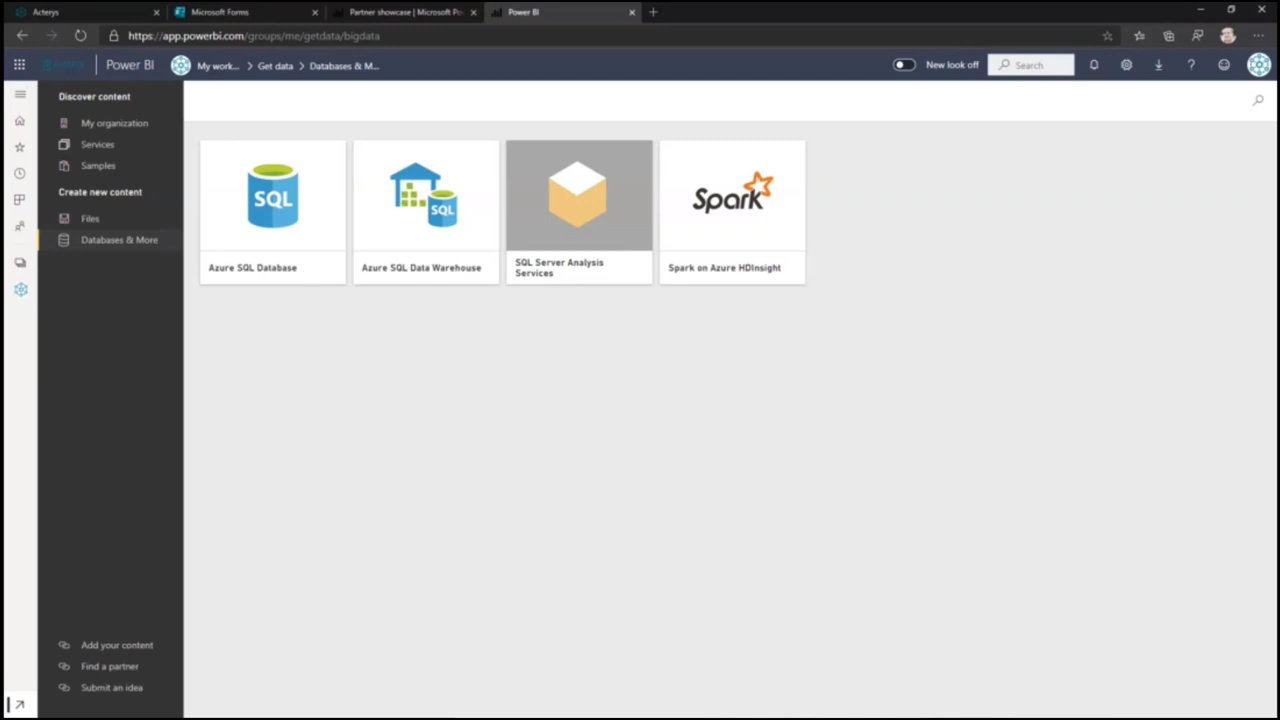 Acterys
Microsoft Forms
Partner showcase | Microsoft Po
Power BI
https://app.powerbi.com/groups/me/getdata/bigdata
Power BI
My work... > Get data > Databases & M...
New look off
Search
Discover content
My organization
Services
Samples
Create new content
Files
Databases & More
SQL
SQL
Spark
Azure SQL Database
Azure SQL Data Warehouse
SQL Server Analysis
Services
Spark on Azure HDInsight
Add your content
Find a partner
Submit an idea